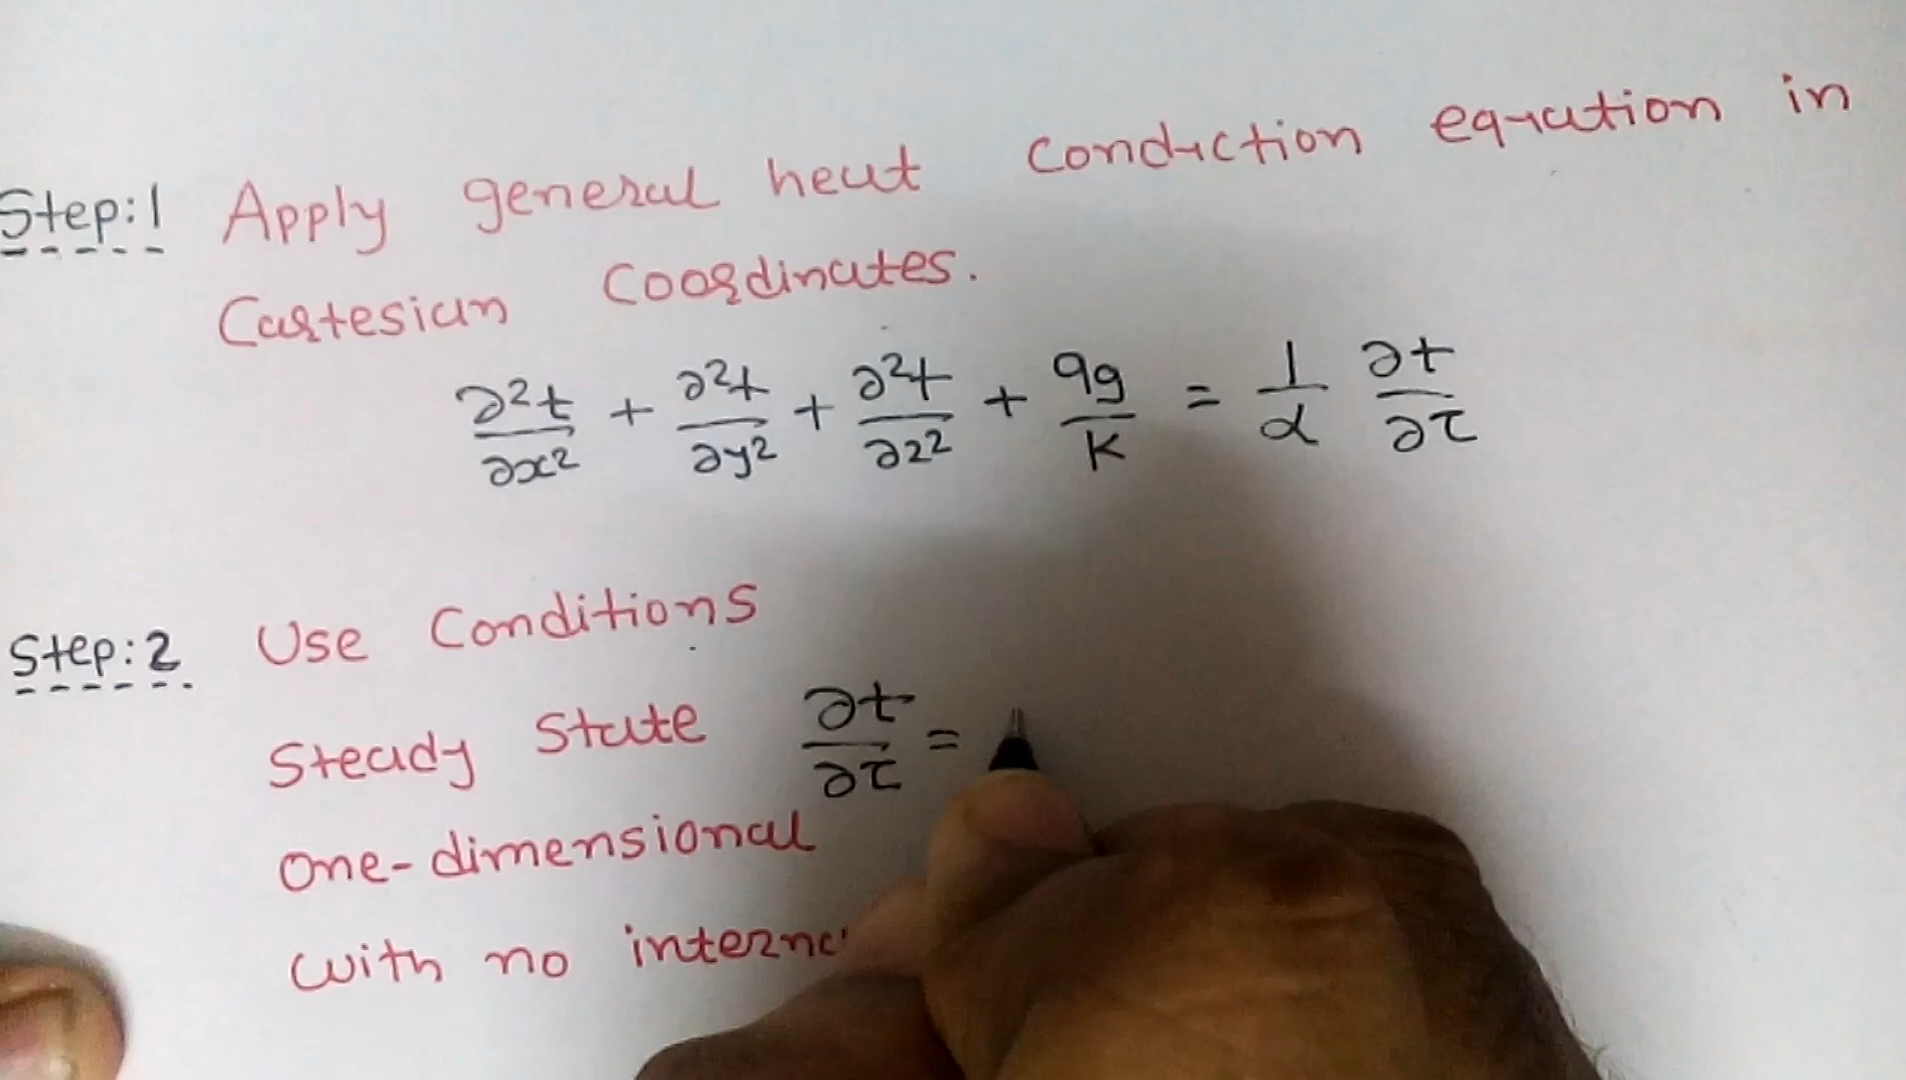 Step:1 Apply general heat conduction equation in
Cartesian Coordinates.
∂²t/∂x² + ∂²t/∂y² + ∂²t/∂z² + qg/K = 1/α ∂t/∂τ
Step:2 Use Conditions
Steady State ∂t/∂τ =
One-dimensional
With no